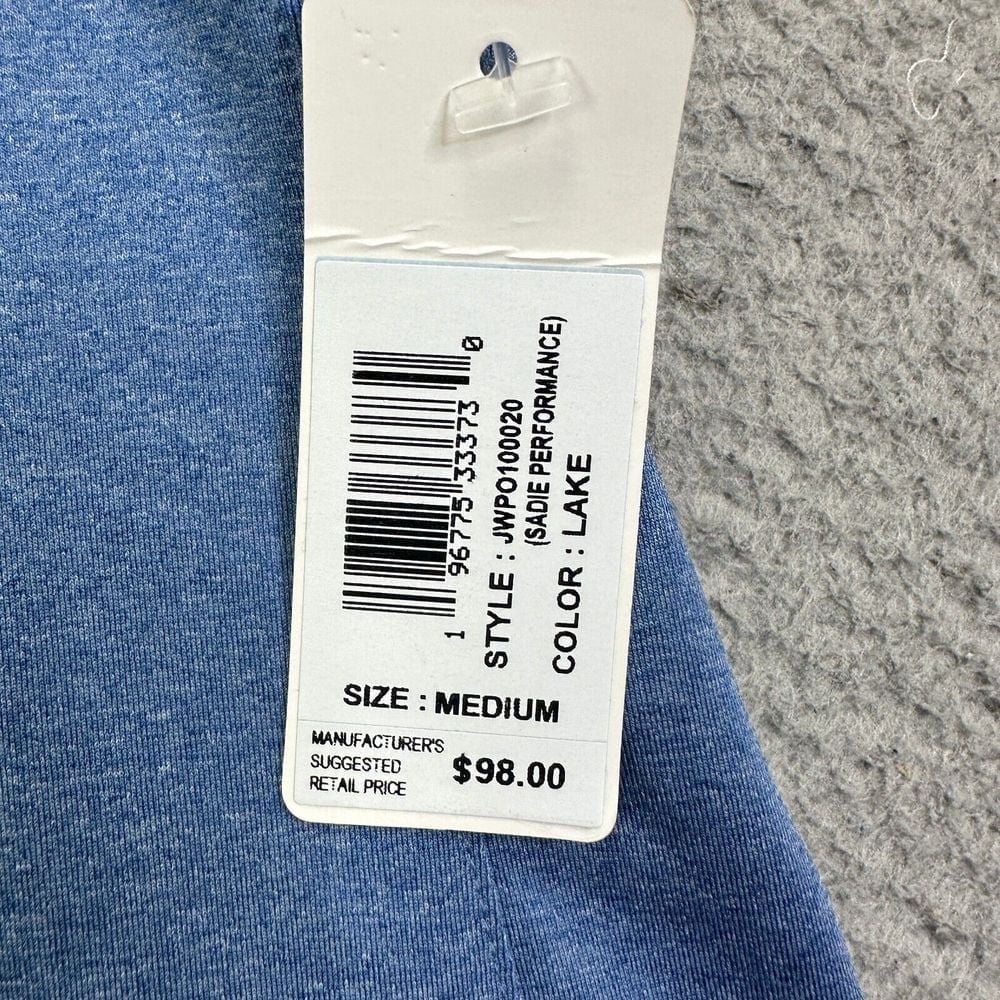 1 96775 33373 0
STYLE : JWPO100020
(SADIE PERFORMANCE)
COLOR : LAKE
SIZE : MEDIUM
MANUFACTURER'S
SUGGESTED
RETAIL PRICE
$98.00